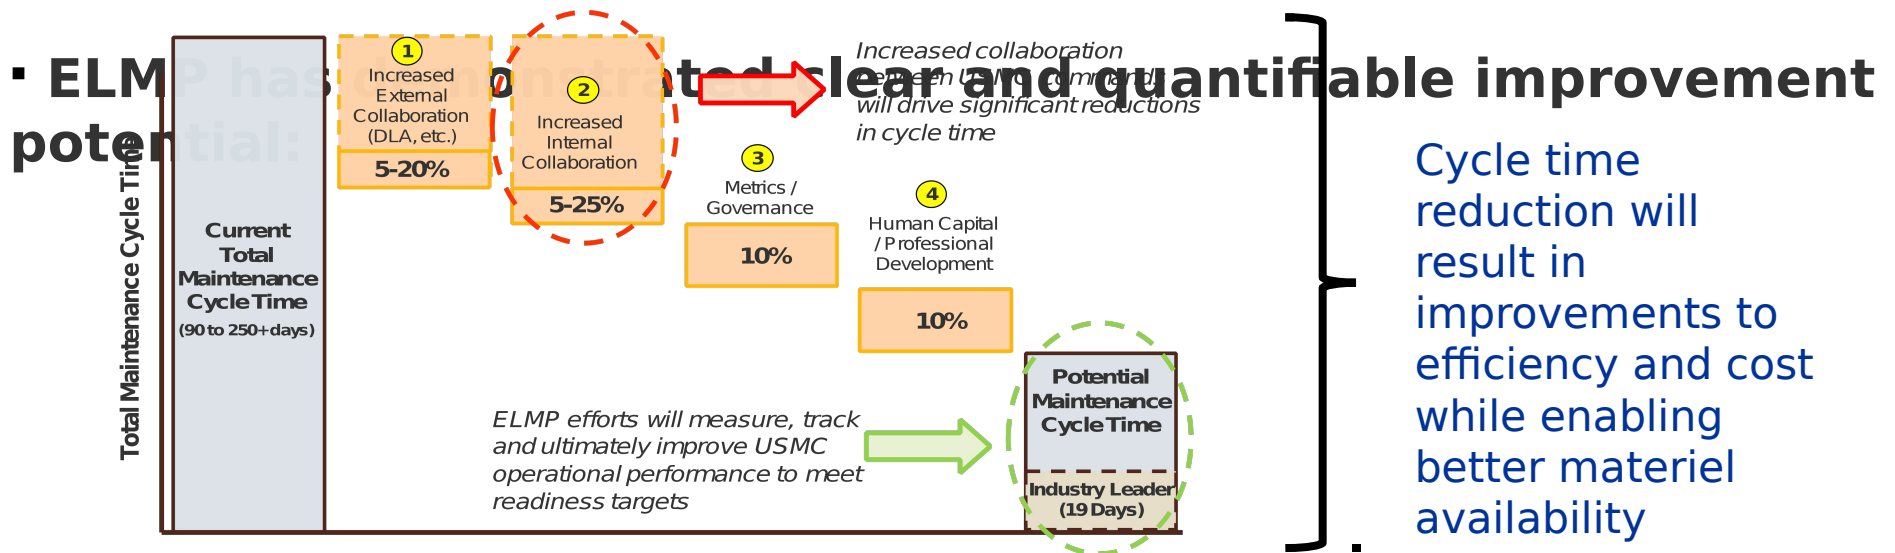 ▪ ELMP has demonstrated clear and quantifiable improvement
potential:
Total Maintenance Cycle Time
Current
Total
Maintenance
Cycle Time
(90 to 250+ days)
1
Increased
External
Collaboration
(DLA, etc.)
5-20%
2
Increased
Internal
Collaboration
5-25%
Increased collaboration
between USMC commands
will drive significant reductions
in cycle time
3
Metrics /
Governance
10%
4
Human Capital
/ Professional
Development
10%
ELMP efforts will measure, track
and ultimately improve USMC
operational performance to meet
readiness targets
Potential
Maintenance
Cycle Time
Industry Leader
(19 Days)
Cycle time
reduction will
result in
improvements to
efficiency and cost
while enabling
better materiel
availability